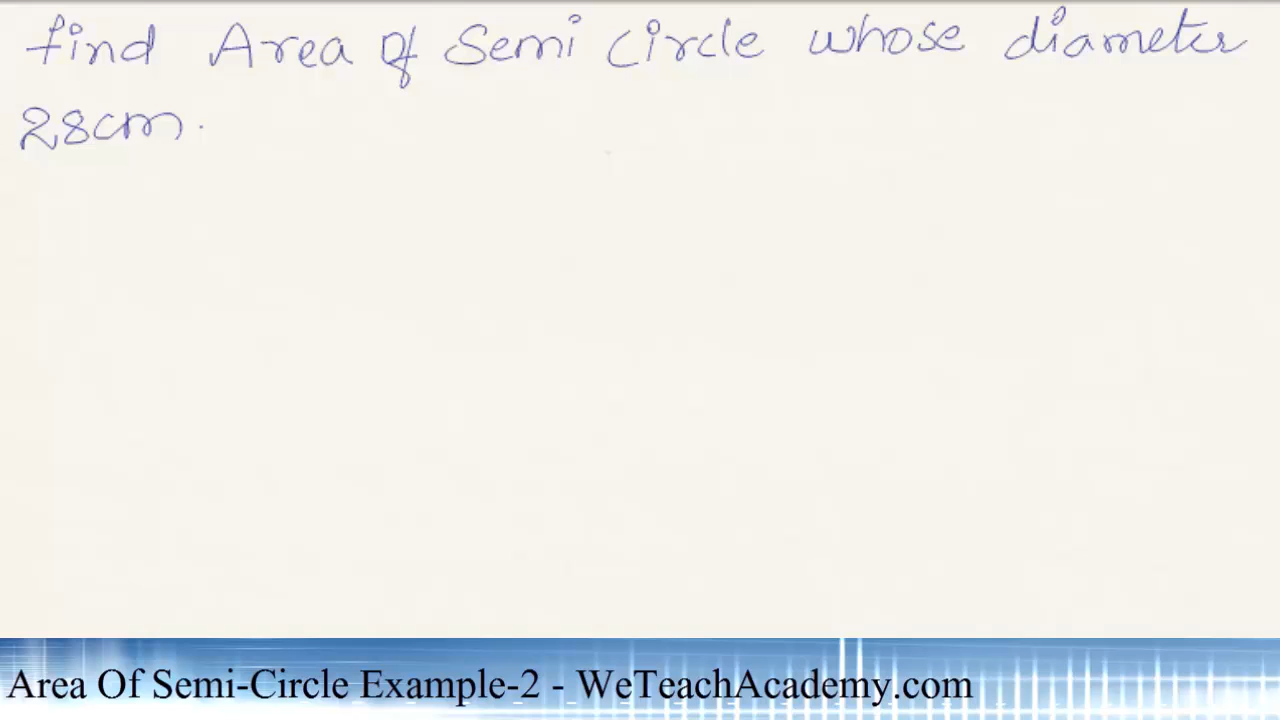 find Area of Semi Circle whose diameter
28cm.
Area Of Semi-Circle Example-2 - WeTeachAcademy.com